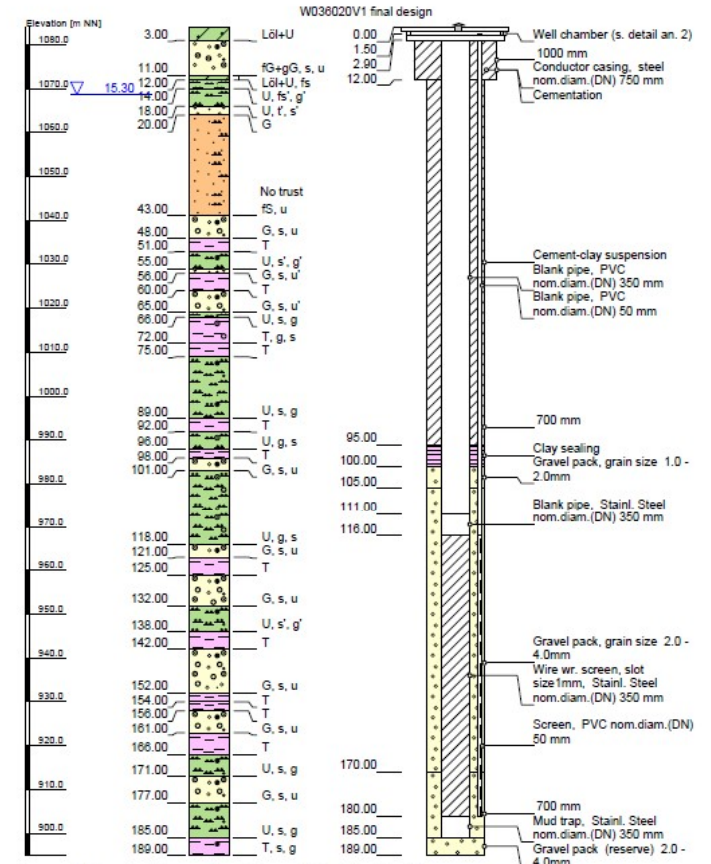 W036020V1 final design
Elevation [m NN]
1080.0
1070.0
1060.0
1050.0
1040.0
1030.0
1020.0
1010.0
1000.0
990.0
980.0
970.0
960.0
950.0
940.0
930.0
920.0
910.0
900.0
15.30
3.00 Löl+U
11.00 fG+gG, s, u
12.00 Löl+U, fs
14.00 U, fs', g'
18.00 U, t', s'
20.00 G
No trust
43.00 fS, u
48.00 G, s, u
51.00 T
55.00 U, s', g'
56.00 G, s, u'
60.00 T
65.00 G, s, u'
66.00 U, s, g
72.00 T, g, s
75.00 T
89.00 U, s, g
92.00 T
96.00 U, g, s
98.00 T
101.00 G, s, u
118.00 U, g, s
121.00 G, s, u
125.00 T
132.00 G, s, u
138.00 U, s', g'
142.00 T
152.00 G, s, u
154.00 T
156.00 T
161.00 G, s, u
166.00 T
171.00 U, s, g
177.00 G, s, u
185.00 U, s, g
189.00 T, s, g
0.00
1.50
2.90
12.00
95.00
100.00
105.00
111.00
116.00
170.00
180.00
185.00
189.00
Well chamber (s. detail an. 2)
1000 mm
Conductor casing, steel
nom.diam.(DN) 750 mm
Cementation
Cement-clay suspension
Blank pipe, PVC
nom.diam.(DN) 350 mm
Blank pipe, PVC
nom.diam.(DN) 50 mm
700 mm
Clay sealing
Gravel pack, grain size 1.0 -
2.0mm
Blank pipe, Stainl. Steel
nom.diam.(DN) 350 mm
Gravel pack, grain size 2.0 -
4.0mm
Wire wr. screen, slot
size1mm, Stainl. Steel
nom.diam.(DN) 350 mm
Screen, PVC nom.diam.(DN)
50 mm
700 mm
Mud trap, Stainl. Steel
nom.diam.(DN) 350 mm
Gravel pack (reserve) 2.0 -
4.0mm